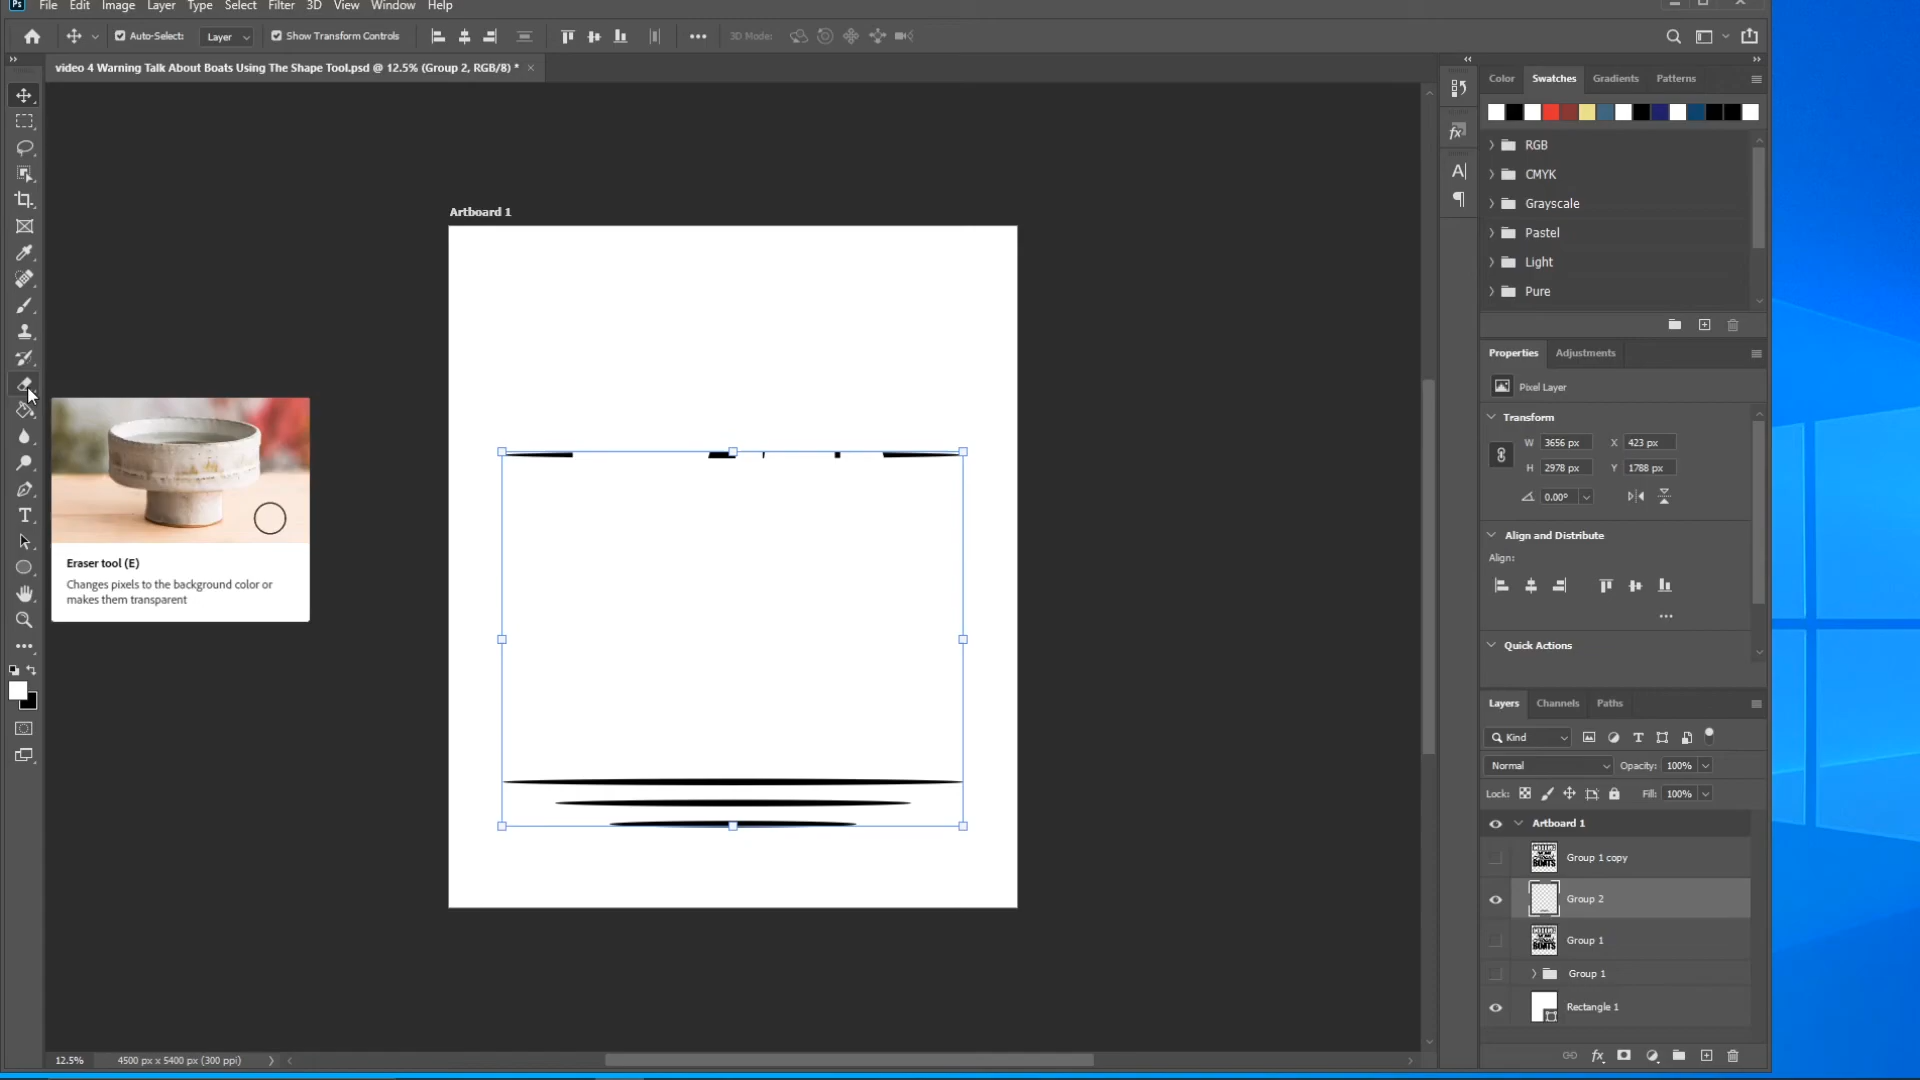 Ps File Edit Image Layer Type Select Filter 3D View Window Help
Auto-Select: Layer Show Transform Controls 3D Mode:
video 4 Warning Talk About Boats Using The Shape Tool.psd @ 12.5% (Group 2, RGB/8) *
Color Swatches Gradients Patterns
RGB
CMYK
Grayscale
Pastel
Light
Pure
Artboard 1
Properties Adjustments
Pixel Layer
Transform
W 3656 px X 423 px
H 2978 px Y 1788 px
0.00°
Align and Distribute
Align:
Quick Actions
Eraser tool (E)
Changes pixels to the background color or
makes them transparent
Layers Channels Paths
Kind
Normal Opacity: 100%
Lock: Fill: 100%
Artboard 1
Group 1 copy
Group 2
Group 1
Group 1
Rectangle 1
12.5% 4500 px x 5400 px (300 ppi)